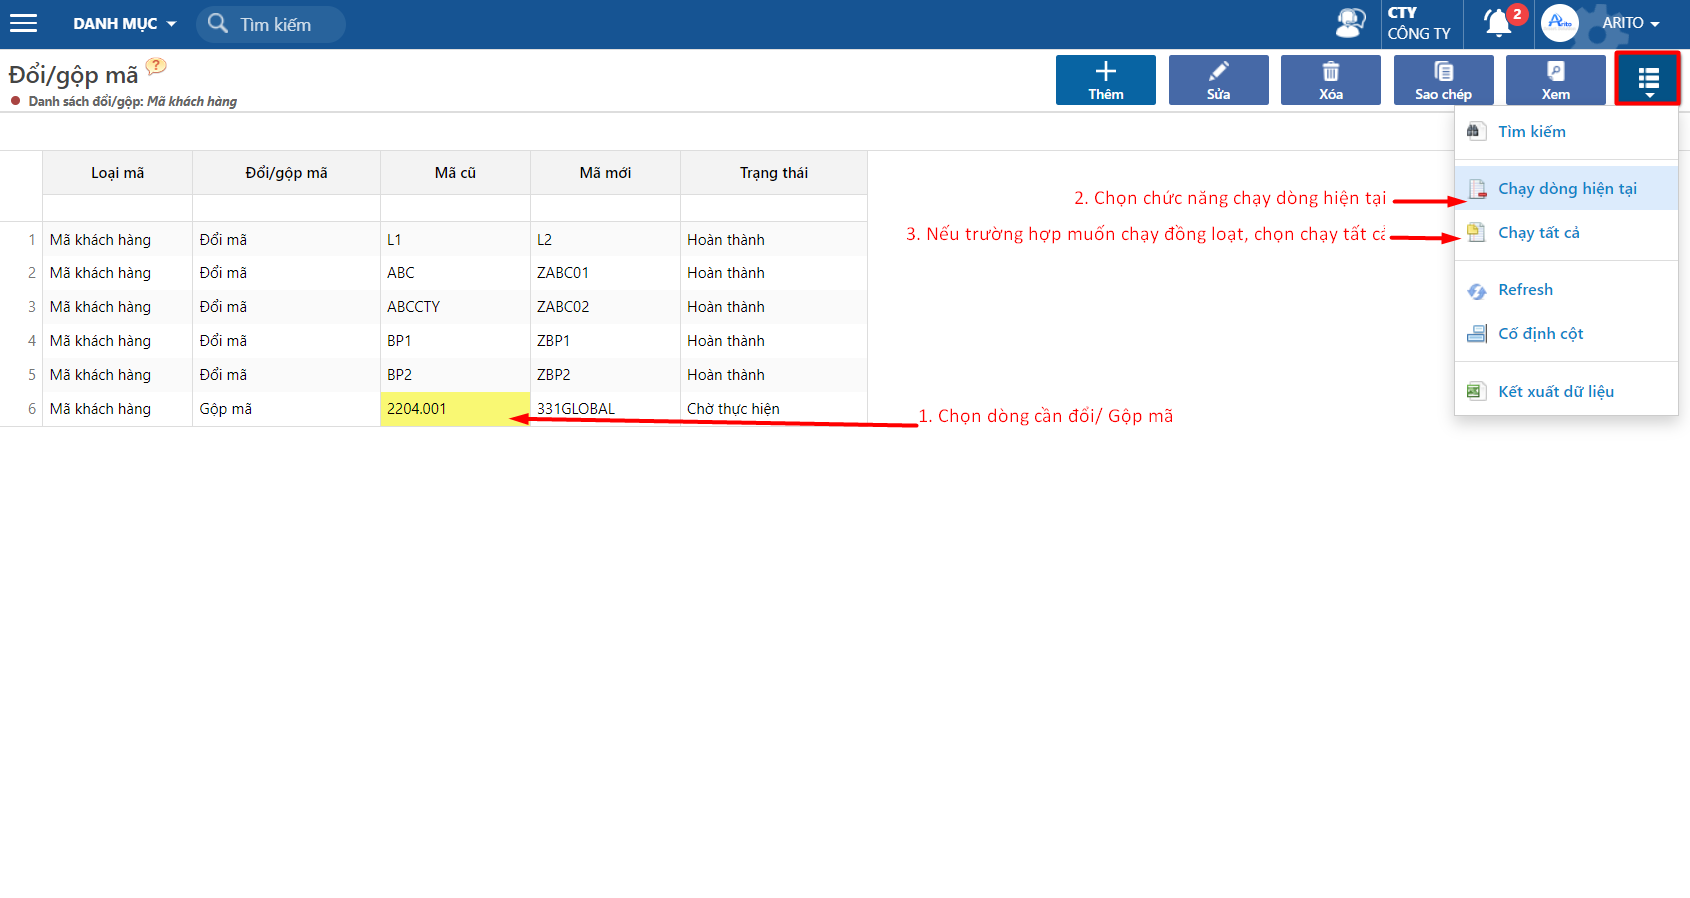 DANH MỤC
Tìm kiếm
CTY
CÔNG TY
2
Arito
ARITO
Đổi/gộp mã
?
Danh sách đổi/gộp: Mã khách hàng
Thêm
Sửa
Xóa
Sao chép
Xem
Tìm kiếm
Chạy dòng hiện tại
Chạy tất cả
Refresh
Cố định cột
Kết xuất dữ liệu
2. Chọn chức năng chạy dòng hiện tại
3. Nếu trường hợp muốn chạy đồng loạt, chọn chạy tất cả
Loại mã Đổi/gộp mã Mã cũ Mã mới Trạng thái
1 Mã khách hàng Đổi mã L1 L2 Hoàn thành
2 Mã khách hàng Đổi mã ABC ZABC01 Hoàn thành
3 Mã khách hàng Đổi mã ABCCTY ZABC02 Hoàn thành
4 Mã khách hàng Đổi mã BP1 ZBP1 Hoàn thành
5 Mã khách hàng Đổi mã BP2 ZBP2 Hoàn thành
6 Mã khách hàng Gộp mã 2204.001 331GLOBAL Chờ thực hiện
1. Chọn dòng cần đổi/ Gộp mã